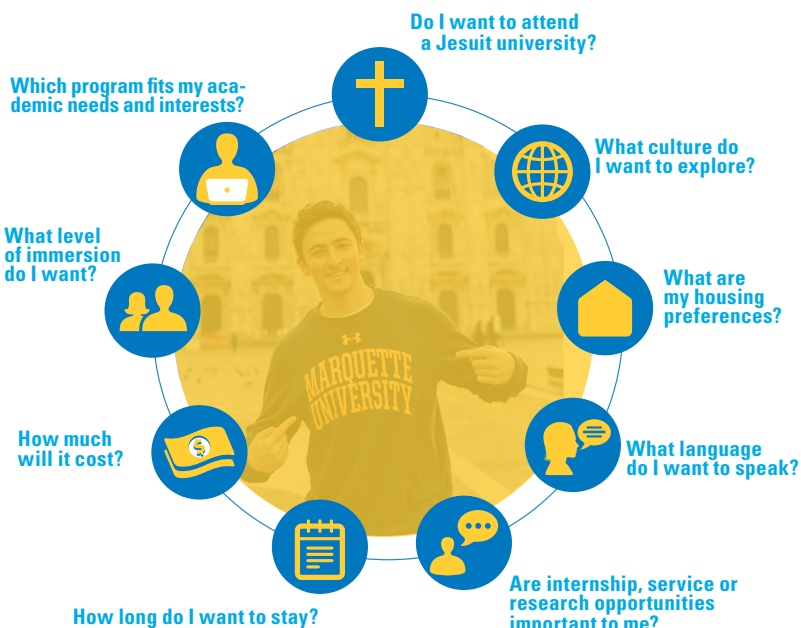 Do I want to attend
a Jesuit university?
What culture do
I want to explore?
What are
my housing
preferences?
What language
do I want to speak?
Are internship, service or
research opportunities
important to me?
How long do I want to stay?
How much
will it cost?
What level
of immersion
do I want?
Which program fits my aca-
demic needs and interests?
MARQUETTE
UNIVERSITY
$